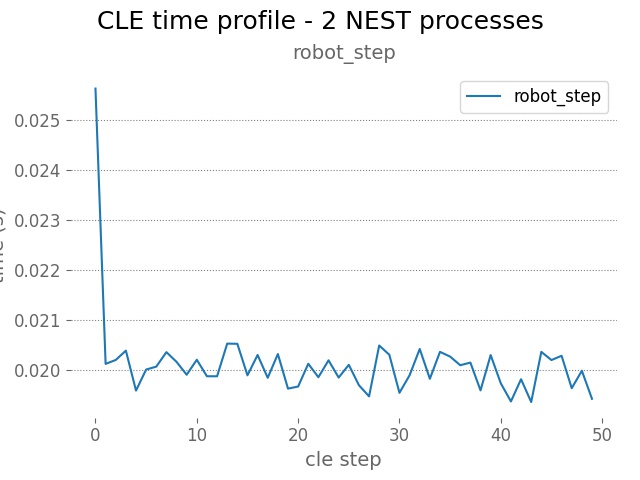 CLE time profile - 2 NEST processes
robot_step
robot_step
0.025
0.024
0.023
0.022
0.021
0.020
time (s)
0 10 20 30 40 50
cle step